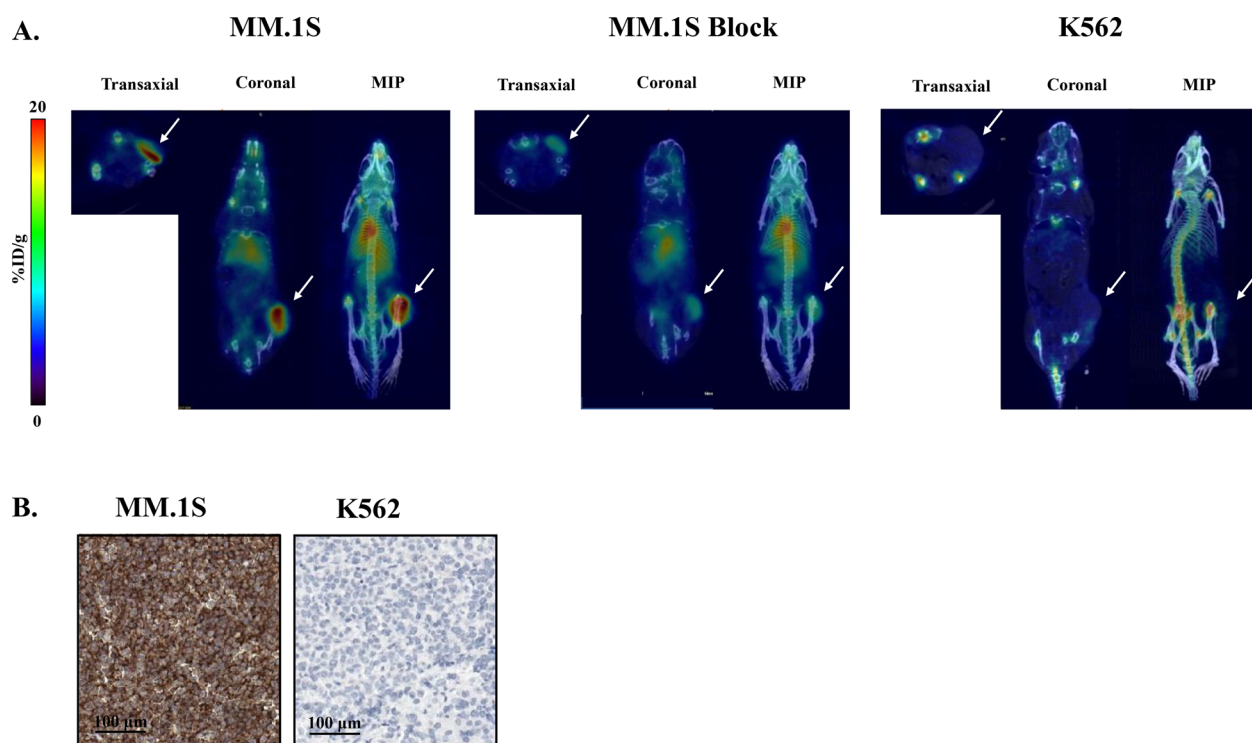 A.
MM.1S
MM.1S Block
K562
Transaxial
Coronal
MIP
Transaxial
Coronal
MIP
Transaxial
Coronal
MIP
20
%ID/g
0
B.
MM.1S
K562
100 µm
100 µm